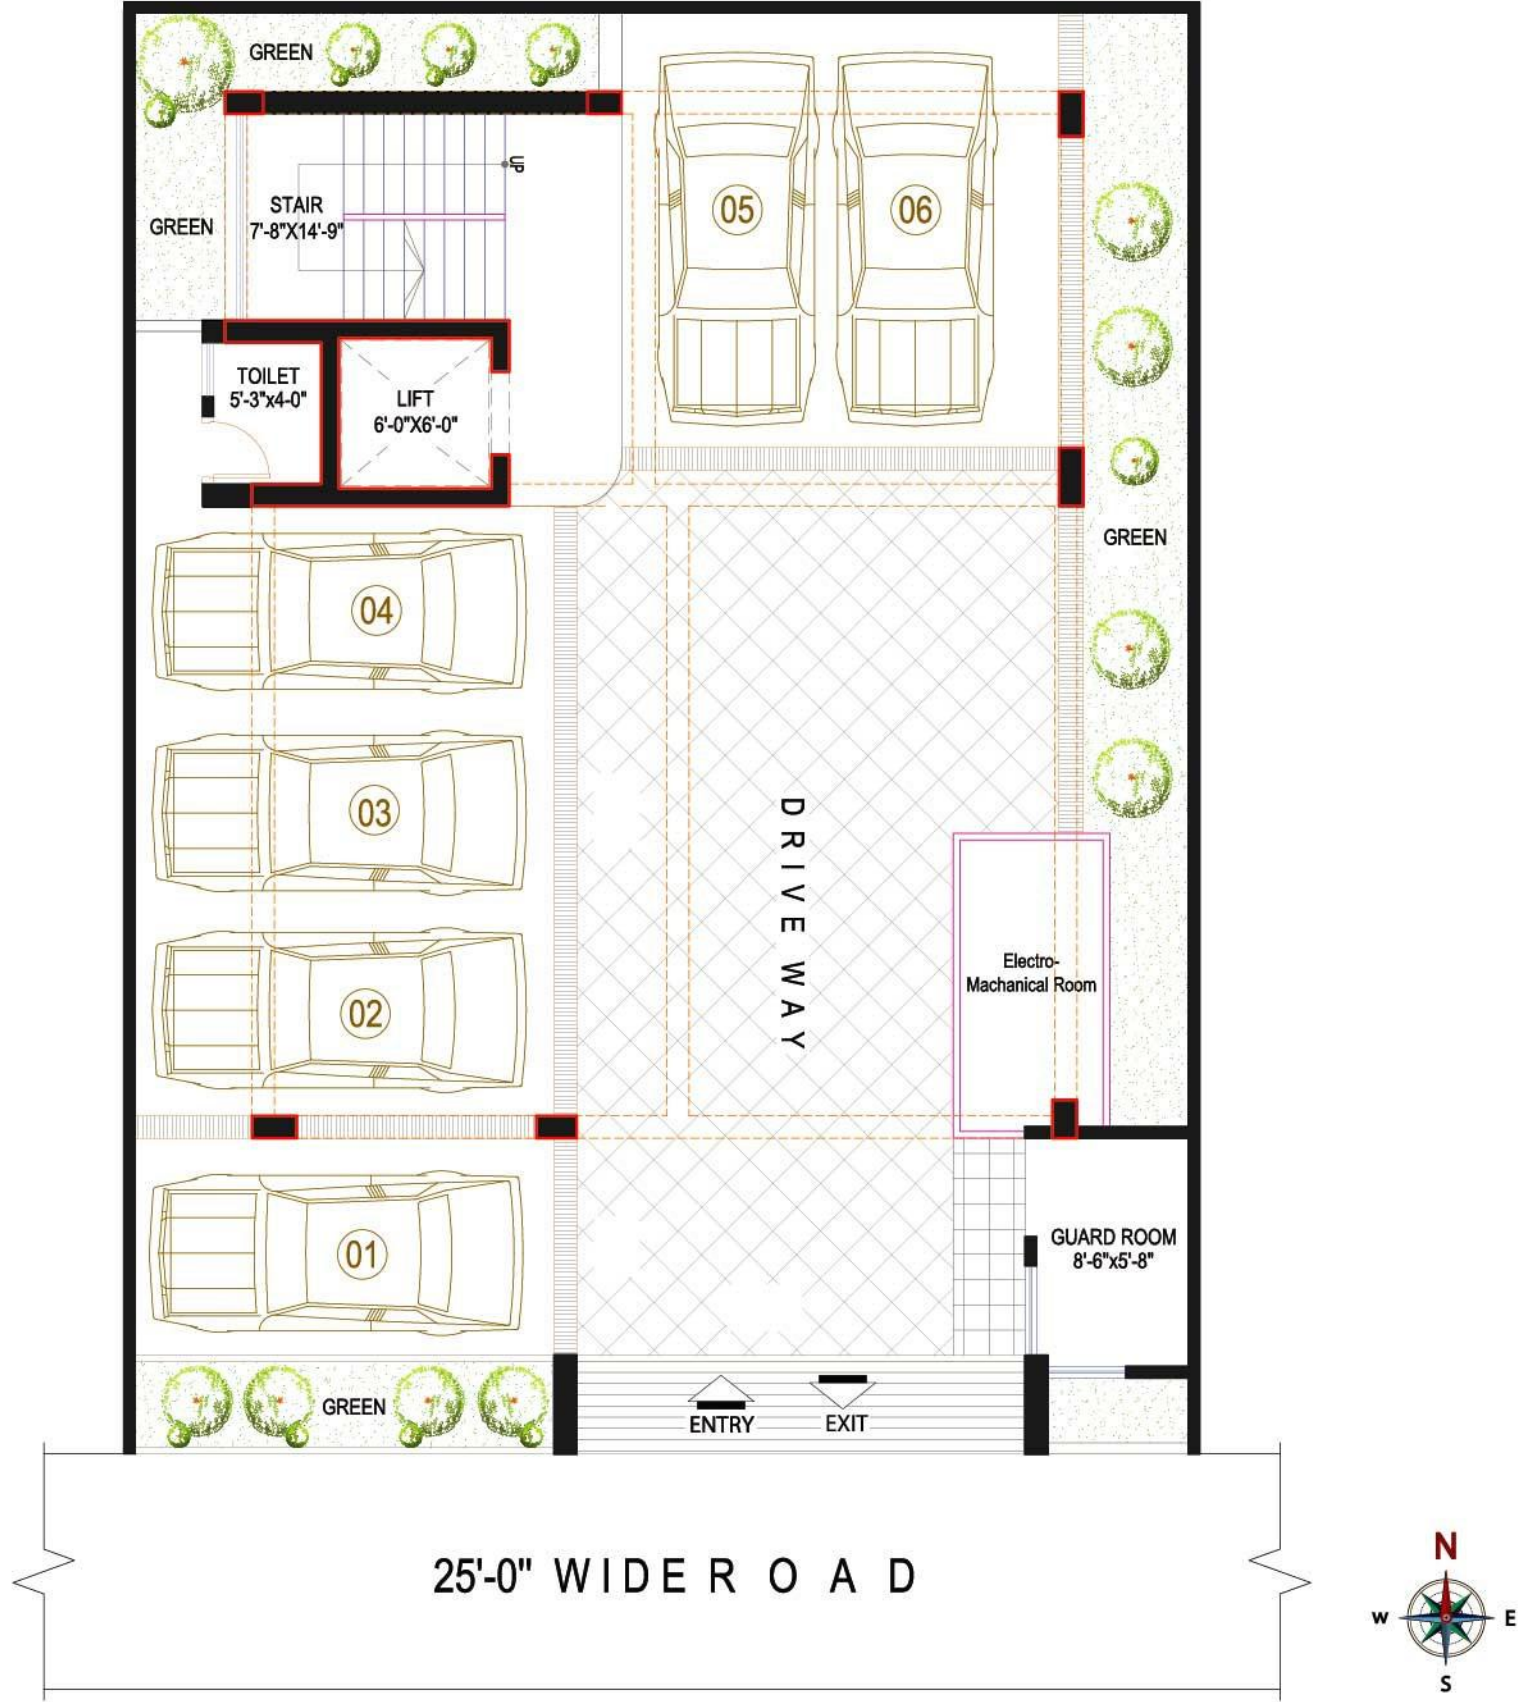 GREEN
UP
STAIR
7'-8"X14'-9"
GREEN
05
06
TOILET
5'-3"x4-0"
LIFT
6'-0"X6'-0"
GREEN
04
03
DRIVE WAY
02
Electro-
Machanical Room
01
GUARD ROOM
8'-6"x5'-8"
GREEN
ENTRY
EXIT
25'-0" WIDE ROAD
N
W
E
S